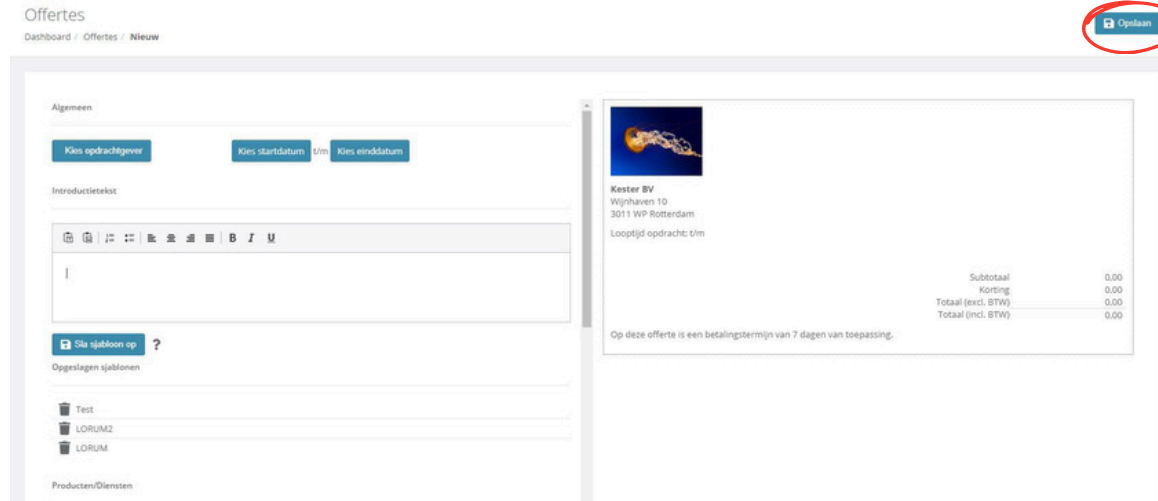 Offertes
Dashboard / Offertes / Nieuw
Opslaan
Algemeen
Kies opdrachtgever
Kies startdatum t/m Kies einddatum
Introductietekst
B I U
Sla sjabloon op ?
Opgeslagen sjablonen
Test
LORUM2
LORUM
Producten/Diensten
Kester BV
Wijnhaven 10
3011 WP Rotterdam
Looptijd opdracht: t/m
Subtotaal 0,00
Korting 0,00
Totaal (excl. BTW) 0,00
Totaal (incl. BTW) 0,00
Op deze offerte is een betalingstermijn van 7 dagen van toepassing.